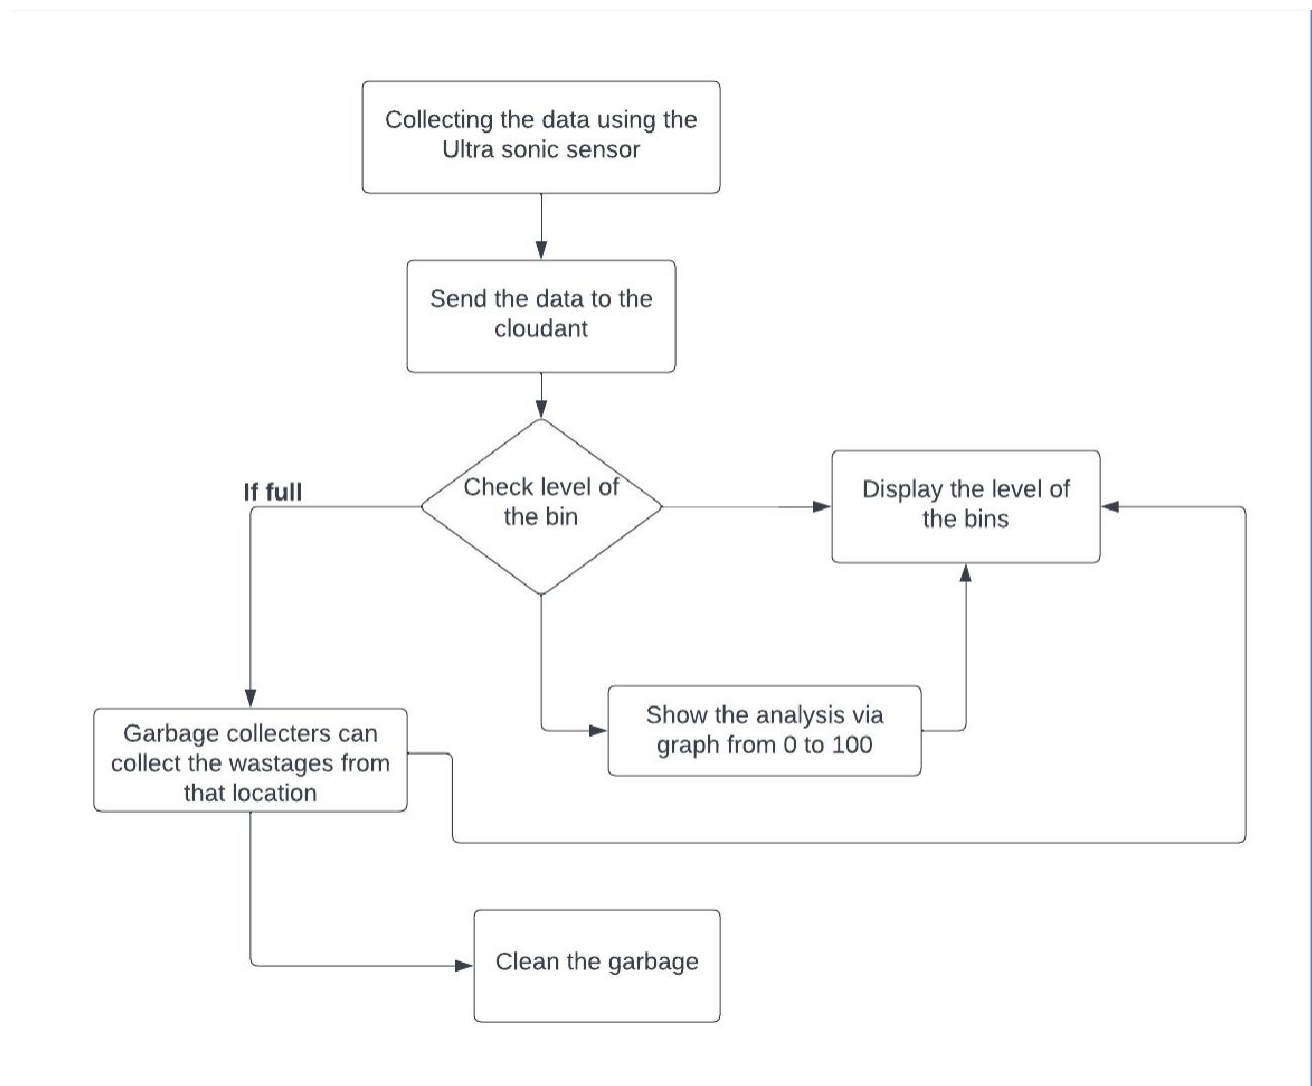 Collecting the data using the
Ultra sonic sensor
Send the data to the
cloudant
If full
Check level of
the bin
Display the level of
the bins
Show the analysis via
graph from 0 to 100
Garbage collecters can
collect the wastages from
that location
Clean the garbage